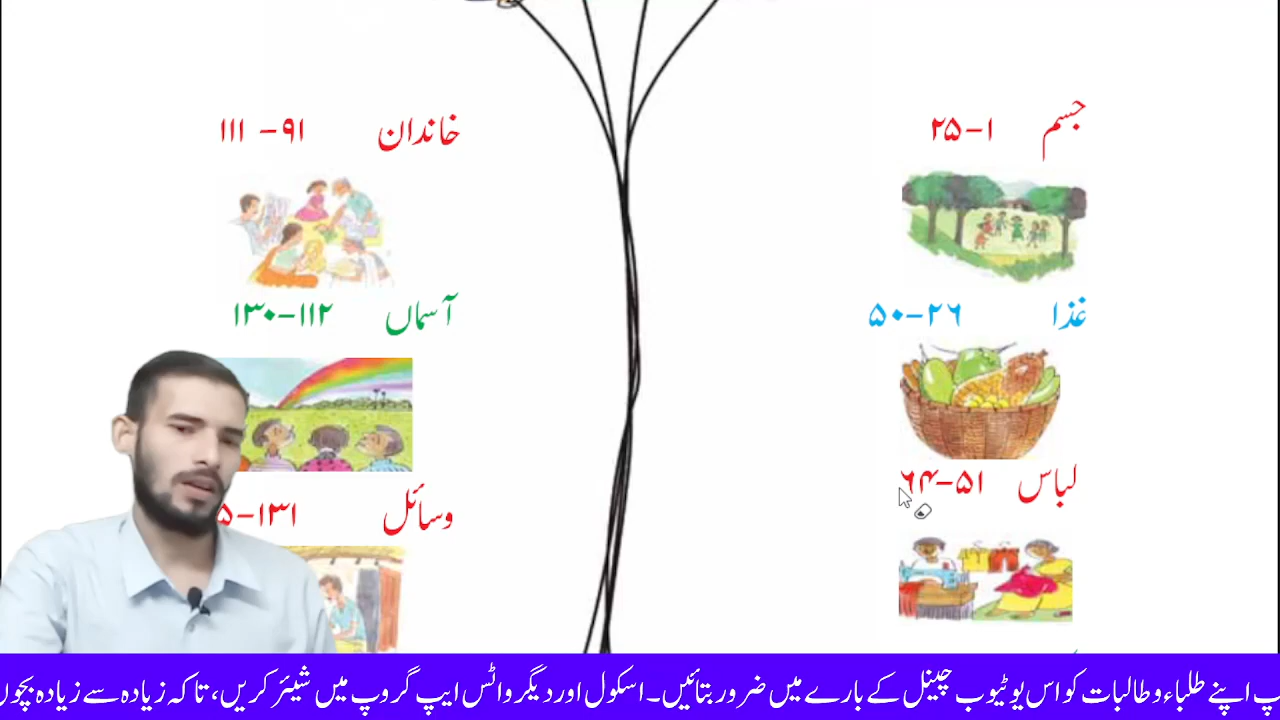 جسم ۱-۲۵
غذا ۲۶-۵۰
لباس ۵۱-۶۴
خاندان ۹۱- ۱۱۱
آسماں ۱۱۲-۱۳۰
وسائل ۱۳۱-۵
اپنے طلباء و طالبات کو اس یوٹیوب چینل کے بارے میں ضرور بتائیں۔ اسکول اور دیگر واٹس ایپ گروپ میں شیئر کریں، تاکہ زیادہ سے زیادہ بچوں